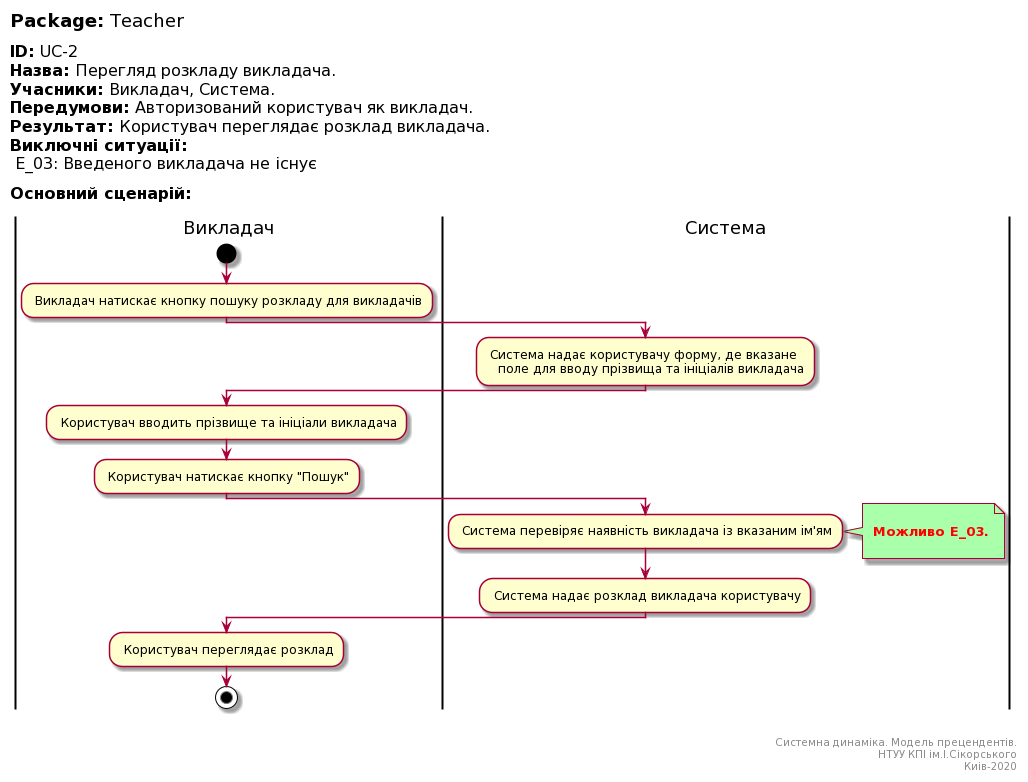 Package: Teacher
ID: UC-2
Назва: Перегляд розкладу викладача.
Учасники: Викладач, Система.
Передумови: Авторизований користувач як викладач.
Результат: Користувач переглядає розклад викладача.
Виключні ситуації:
E_03: Введеного викладача не існує
Основний сценарій:
Викладач
Система
Викладач натискає кнопку пошуку розкладу для викладачів
Система надає користувачу форму, де вказане
поле для вводу прізвища та ініціалів викладача
Користувач вводить прізвище та ініціали викладача
Користувач натискає кнопку "Пошук"
Система перевіряє наявність викладача із вказаним ім'ям
Можливо E_03.
Система надає розклад викладача користувачу
Користувач переглядає розклад
Системна динаміка. Модель прецендентів.
НТУУ КПІ ім.І.Сікорського
Київ-2020